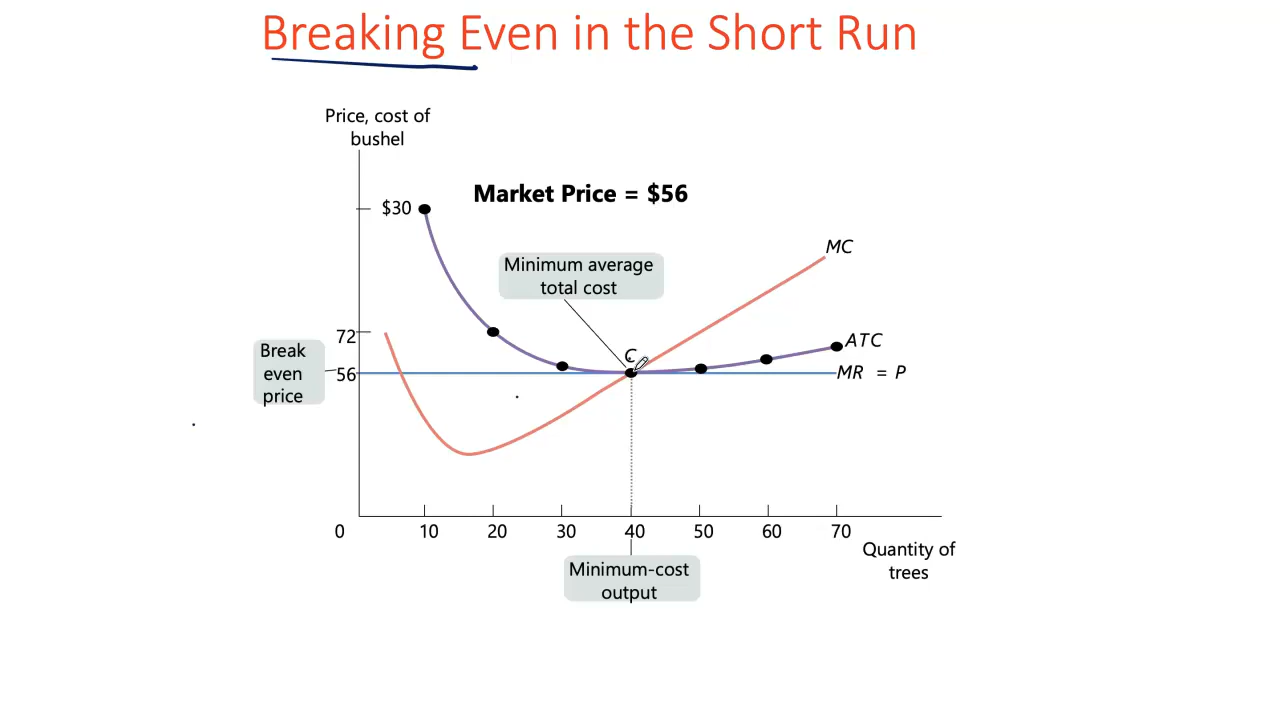 Breaking Even in the Short Run
Price, cost of
bushel
Market Price = $56
$30
MC
Minimum average
total cost
72
ATC
Break
even
price
C
56
MR = P
0
10
20
30
40
50
60
70
Quantity of
trees
Minimum-cost
output